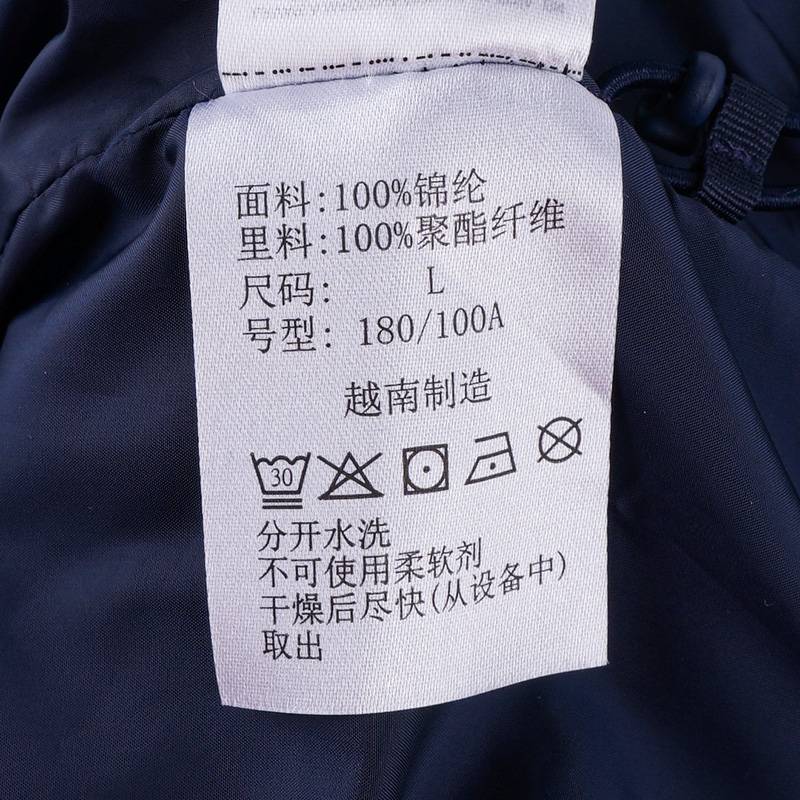 面料:100%锦纶
里料:100%聚酯纤维
尺码: L
号型: 180/100A
越南制造
30
分开水洗
不可使用柔软剂
干燥后尽快(从设备中)
取出